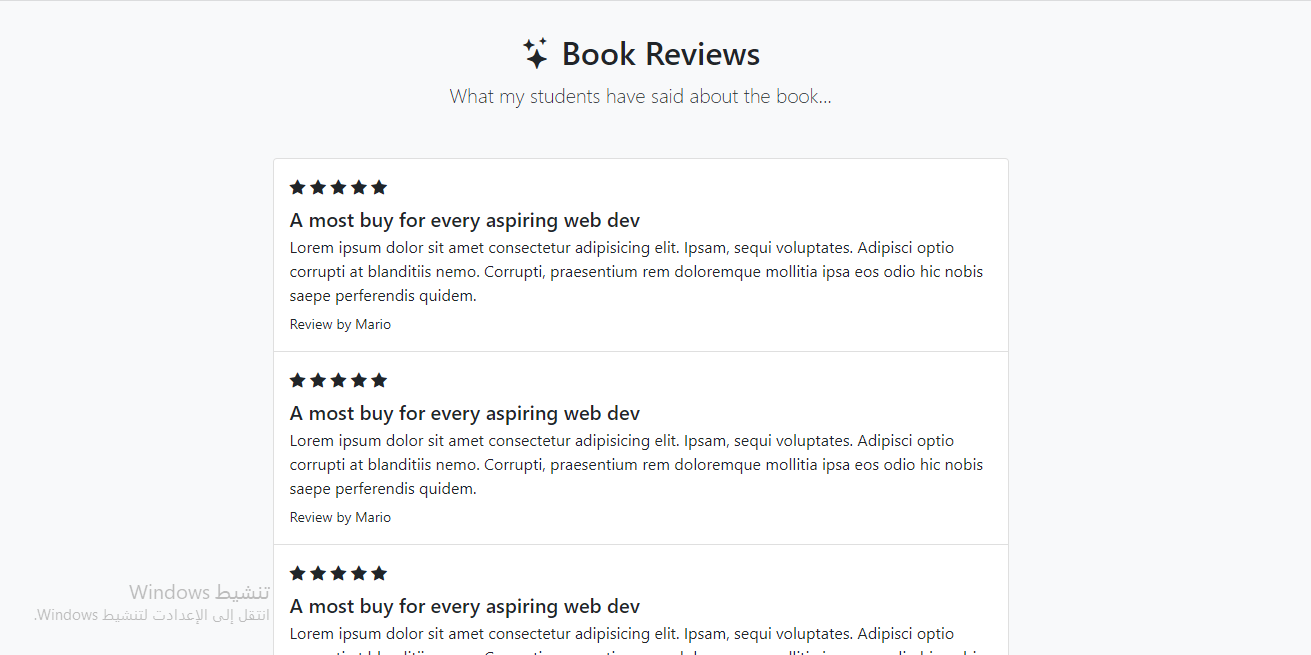 Book Reviews
What my students have said about the book...
A most buy for every aspiring web dev
Lorem ipsum dolor sit amet consectetur adipisicing elit. Ipsam, sequi voluptates. Adipisci optio
corrupti at blanditiis nemo. Corrupti, praesentium rem doloremque mollitia ipsa eos odio hic nobis
saepe perferendis quidem.
Review by Mario
A most buy for every aspiring web dev
Lorem ipsum dolor sit amet consectetur adipisicing elit. Ipsam, sequi voluptates. Adipisci optio
corrupti at blanditiis nemo. Corrupti, praesentium rem doloremque mollitia ipsa eos odio hic nobis
saepe perferendis quidem.
Review by Mario
A most buy for every aspiring web dev
Lorem ipsum dolor sit amet consectetur adipisicing elit. Ipsam, sequi voluptates. Adipisci optio
تنشيط Windows
انتقل إلى الإعدادت لتنشيط Windows.